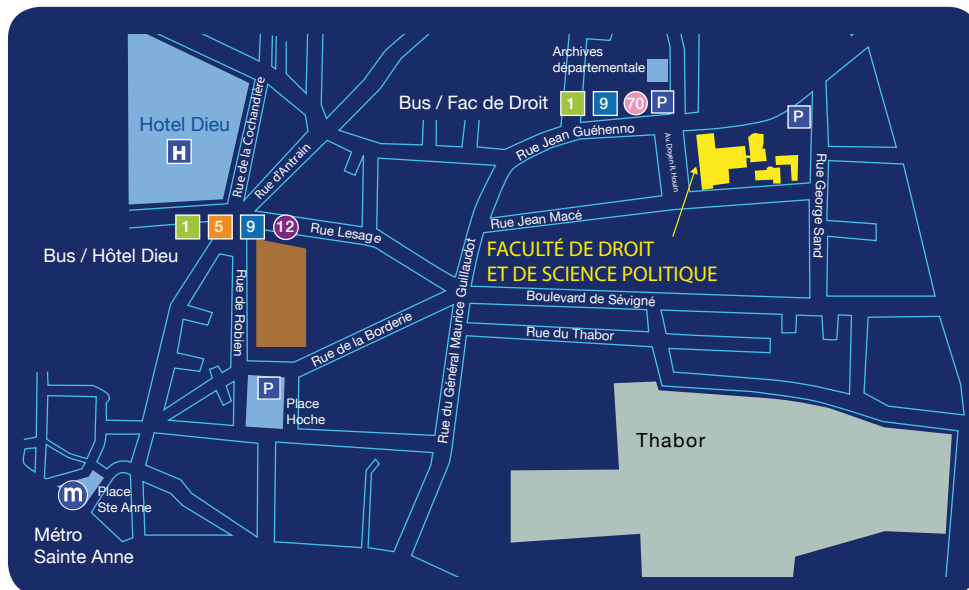 Archives
départementale
Bus / Fac de Droit 1 9 70 P
Hotel Dieu
H
Rue de la Cochandière
Rue d'Antrain
Rue Jean Guéhenno
Av. Doyen R. Houin
P
Rue George Sand
1 5 9 12
Bus / Hôtel Dieu
Rue Lesage
Rue Jean Macé
FACULTÉ DE DROIT
ET DE SCIENCE POLITIQUE
Rue de Robien
Rue de la Borderie
Rue du Général Maurice Guillaudot
Boulevard de Sévigné
Rue du Thabor
P
Place
Hoche
Thabor
m
Place
Ste Anne
Métro
Sainte Anne